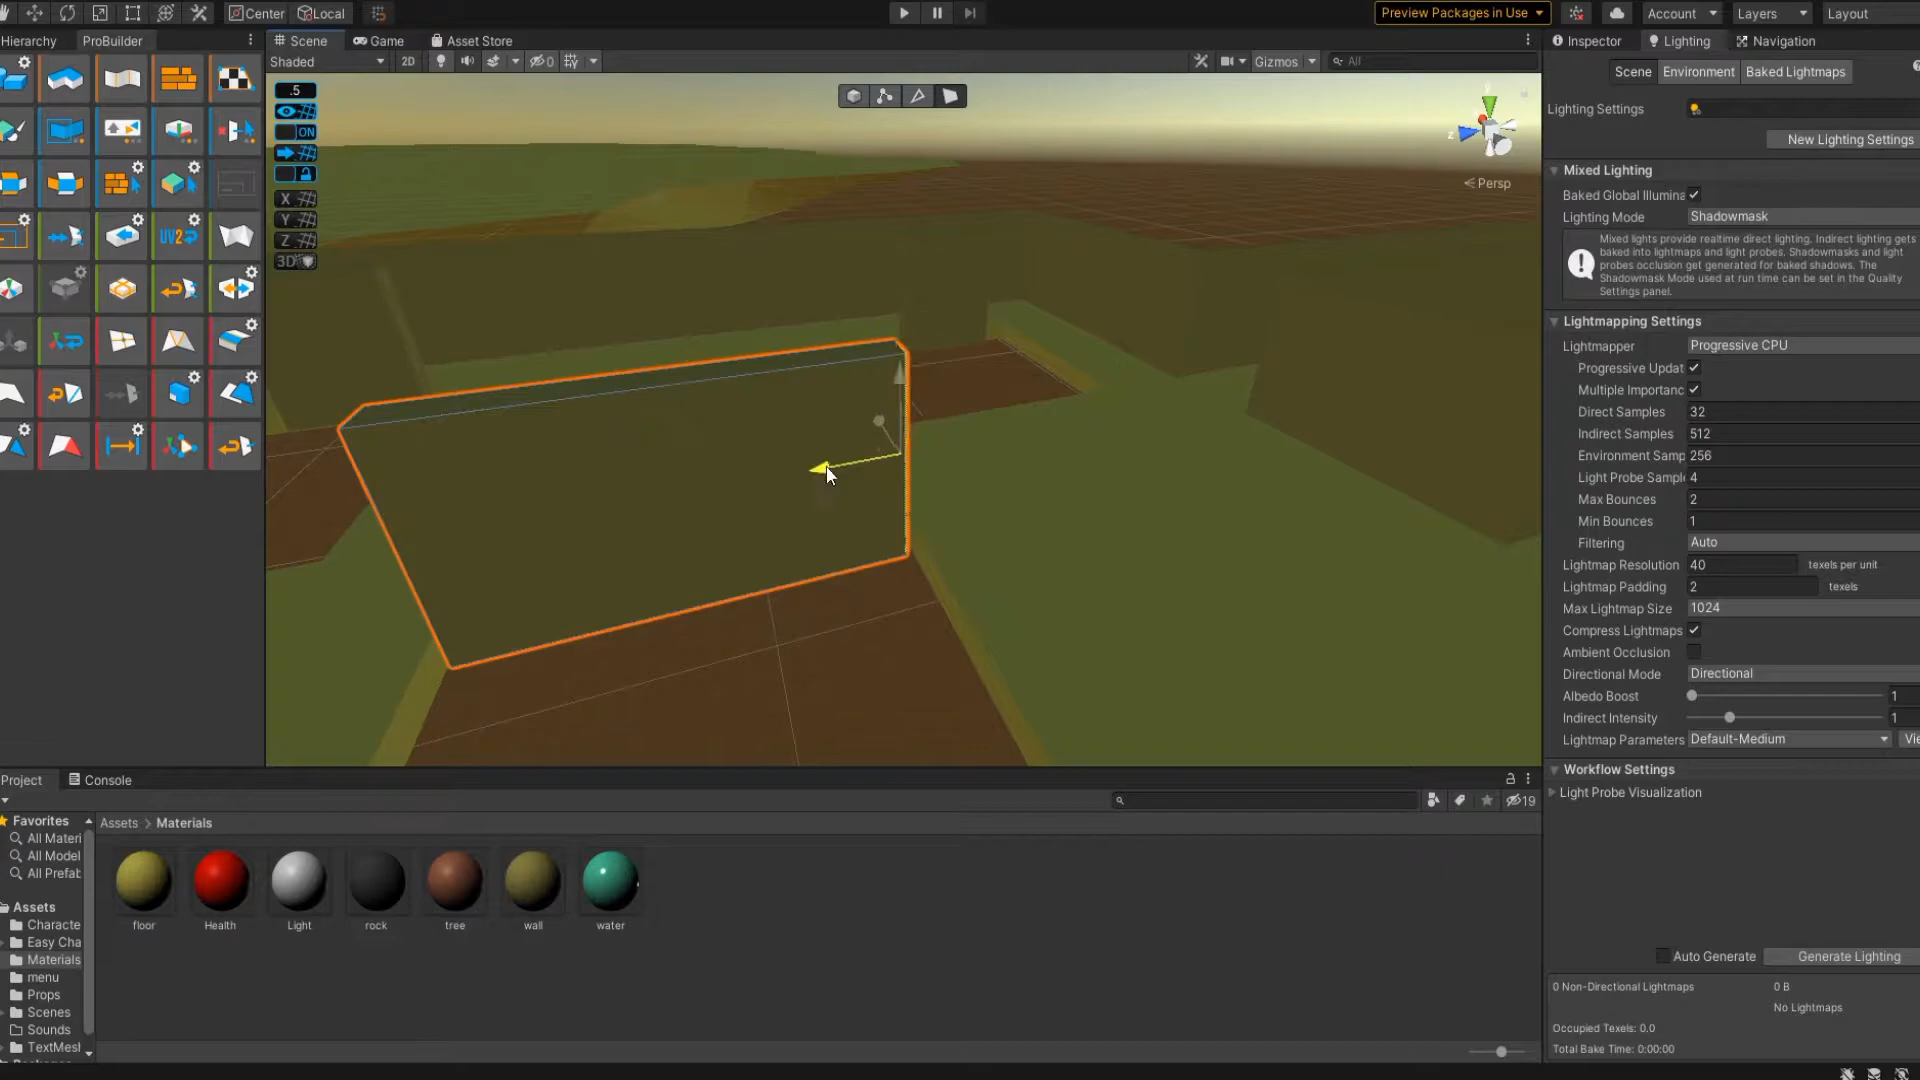 Center Local Preview Packages in Use Account Layers Layout
Hierarchy ProBuilder Scene Game Asset Store Inspector Lighting Navigation
Shaded 2D 0 Gizmos All
Scene Environment Baked Lightmaps
.5
ON
X
Y
Z
3D
UV2
y
z
Persp
Lighting Settings
New Lighting Settings
Mixed Lighting
Baked Global Illumina
Lighting Mode Shadowmask
Mixed lights provide realtime direct lighting. Indirect lighting gets
baked into lightmaps and light probes. Shadowmasks and light
probes occlusion get generated for baked shadows. The
Shadowmask Mode used at run time can be set in the Quality
Settings panel.
Lightmapping Settings
Lightmapper Progressive CPU
Progressive Updat
Multiple Importanc
Direct Samples 32
Indirect Samples 512
Environment Samp 256
Light Probe Sampl 4
Max Bounces 2
Min Bounces 1
Filtering Auto
Lightmap Resolution 40 texels per unit
Lightmap Padding 2 texels
Max Lightmap Size 1024
Compress Lightmaps
Ambient Occlusion
Directional Mode Directional
Albedo Boost 1
Indirect Intensity 1
Lightmap Parameters Default-Medium Vie
Workflow Settings
Light Probe Visualization
Auto Generate Generate Lighting
0 Non-Directional Lightmaps 0 B
No Lightmaps
Occupied Texels: 0.0
Total Bake Time: 0:00:00
Project Console
19
Favorites
All Materi
All Model
All Prefab
Assets
Characte
Easy Cha
Materials
menu
Props
Scenes
Sounds
TextMesh
Assets > Materials
floor Health Light rock tree wall water